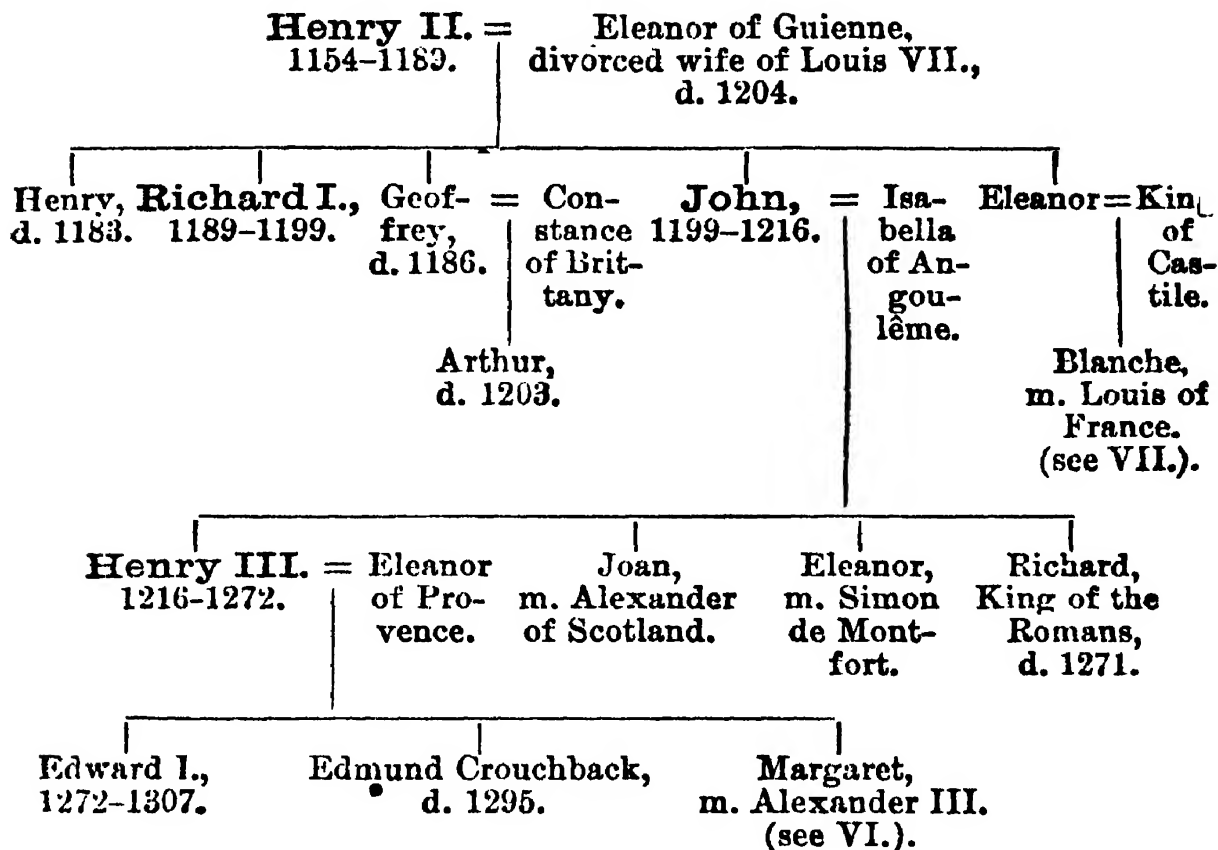 Henry II. = Eleanor of Guienne,
1154–1189. divorced wife of Louis VII.,
d. 1204.
Henry, Richard I., Geof- = Con- John, = Isa- Eleanor=
d. 1183. 1189–1199. frey, stance 1199–1216. bella of
d. 1186. of Brit- of An- Cas-
tany. gou- tile.
lême.
Arthur, Blanche,
d. 1203. m. Louis of
France.
(see VII.).
Henry III. = Eleanor Joan, Eleanor, Richard,
1216-1272. of Pro- m. Alexander m. Simon King of the
vence. of Scotland. de Mont- Romans,
fort. d. 1271.
Edward I., Edmund Crouchback, Margaret,
1272-1307. d. 1295. m. Alexander III.
(see VI.).